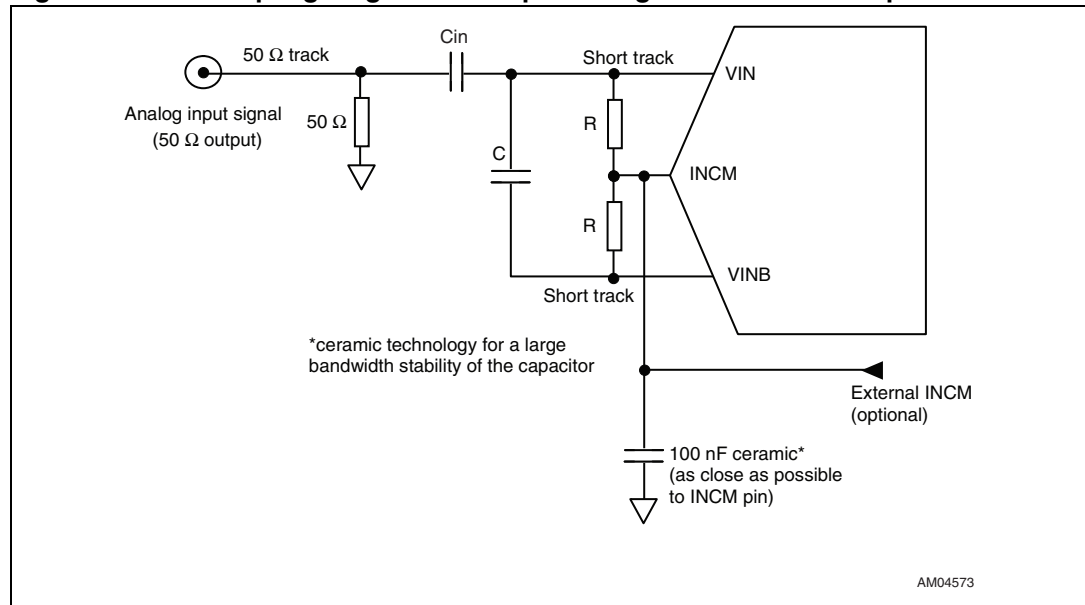 Cin
50 Ω track
Short track
VIN
Analog input signal
(50 Ω output)
50 Ω
R
C
INCM
R
VINB
Short track
*ceramic technology for a large
bandwidth stability of the capacitor
External INCM
(optional)
100 nF ceramic*
(as close as possible
to INCM pin)
AM04573